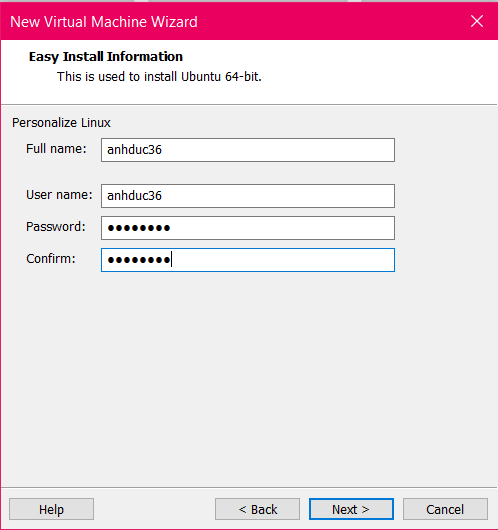 New Virtual Machine Wizard
Easy Install Information
This is used to install Ubuntu 64-bit.
Personalize Linux
Full name: anhduc36
User name: anhduc36
Password: ●●●●●●●●
Confirm: ●●●●●●●●
Help < Back Next > Cancel